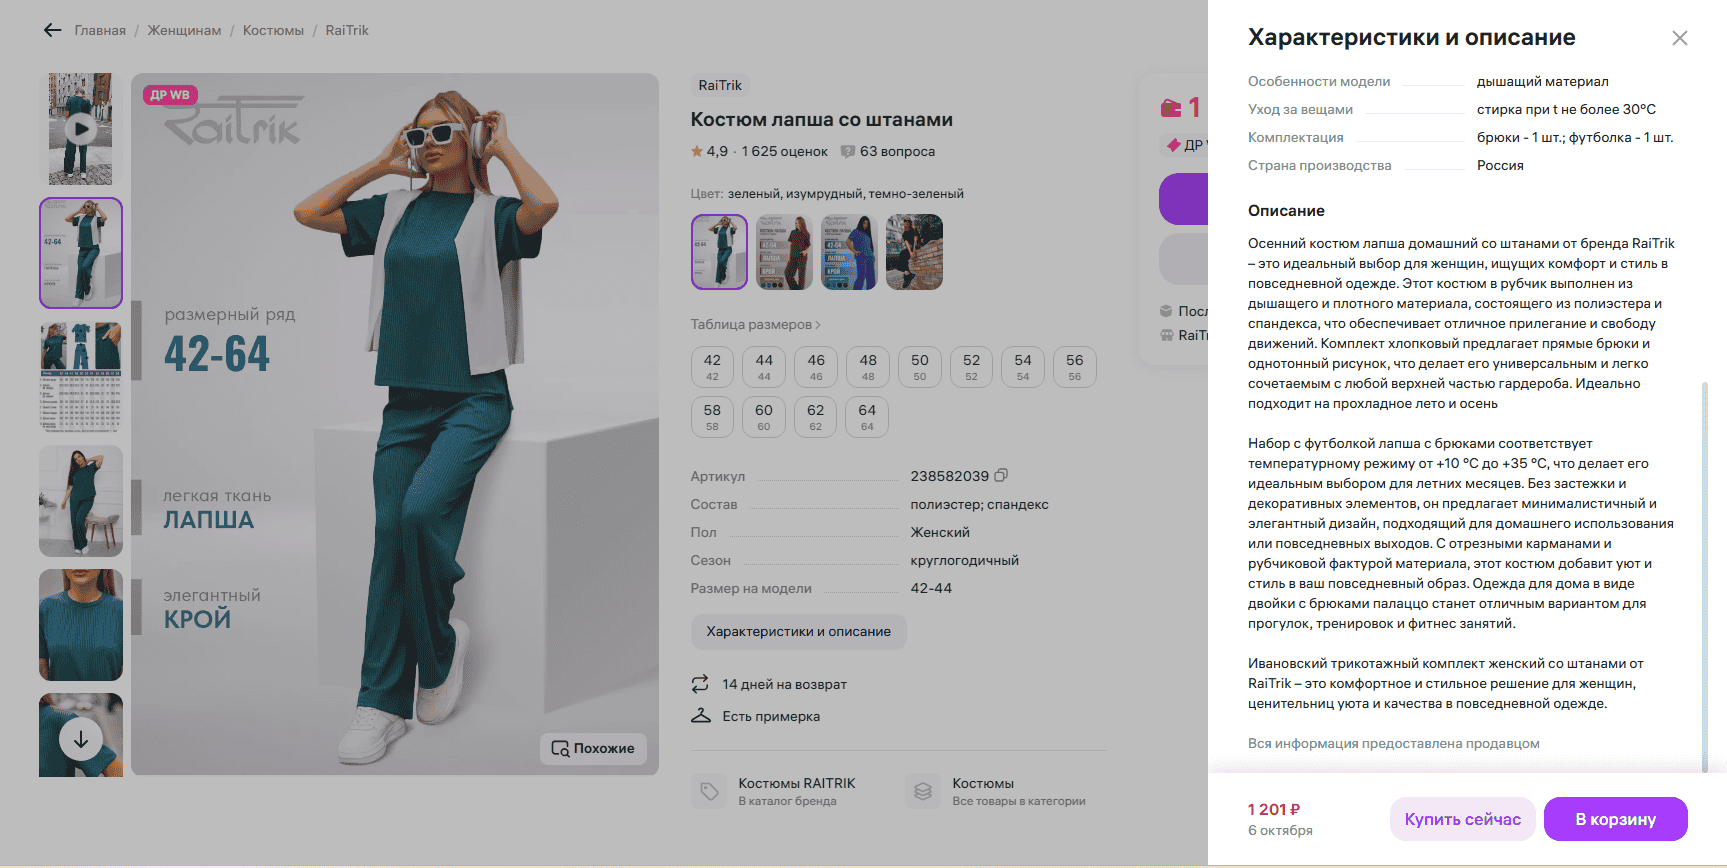 Главная / Женщинам / Костюмы / RaiTrik
ДР WB
RaiTrik
размерный ряд
42-64
легкая ткань
ЛАПША
элегантный
КРОЙ
Похожие
RaiTrik
Костюм лапша со штанами
4,9 · 1 625 оценок 63 вопроса
Цвет: зеленый, изумрудный, темно-зеленый
Таблица размеров
42 44 46 48 50 52 54 56
42 44 46 48 50 52 54 56
58 60 62 64
58 60 62 64
Артикул 238582039
Состав полиэстер; спандекс
Пол Женский
Сезон круглогодичный
Размер на модели 42-44
Характеристики и описание
14 дней на возврат
Есть примерка
Костюмы RAITRIK
В каталог бренда
Костюмы
Все товары в категории
1
ДР
Посл
RaiTr
Характеристики и описание
Особенности модели дышащий материал
Уход за вещами стирка при t не более 30°C
Комплектация брюки - 1 шт.; футболка - 1 шт.
Страна производства Россия
Описание
Осенний костюм лапша домашний со штанами от бренда RaiTrik
– это идеальный выбор для женщин, ищущих комфорт и стиль в
повседневной одежде. Этот костюм в рубчик выполнен из
дышащего и плотного материала, состоящего из полиэстера и
спандекса, что обеспечивает отличное прилегание и свободу
движений. Комплект хлопковый предлагает прямые брюки и
однотонный рисунок, что делает его универсальным и легко
сочетаемым с любой верхней частью гардероба. Идеально
подходит на прохладное лето и осень
Набор с футболкой лапша с брюками соответствует
температурному режиму от +10 °C до +35 °C, что делает его
идеальным выбором для летних месяцев. Без застежки и
декоративных элементов, он предлагает минималистичный и
элегантный дизайн, подходящий для домашнего использования
или повседневных выходов. С отрезными карманами и
рубчиковой фактурой материала, этот костюм добавит уют и
стиль в ваш повседневный образ. Одежда для дома в виде
двойки с брюками палаццо станет отличным вариантом для
прогулок, тренировок и фитнес занятий.
Ивановский трикотажный комплект женский со штанами от
RaiTrik – это комфортное и стильное решение для женщин,
ценительниц уюта и качества в повседневной одежде.
Вся информация предоставлена продавцом
1 201 ₽
6 октября
Купить сейчас
В корзину